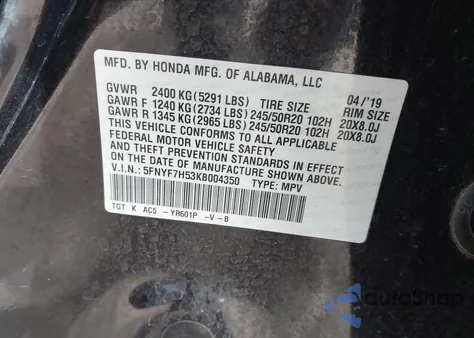 MFD. BY HONDA MFG. OF ALABAMA, LLC
GVWR 2400 KG (5291 LBS) TIRE SIZE 04/'19 RIM SIZE
GAWR F 1240 KG (2734 LBS) 245/50R20 102H 20X8.0J
GAWR R 1345 KG (2965 LBS) 245/50R20 102H 20X8.0J
THIS VEHICLE CONFORMS TO ALL APPLICABLE
FEDERAL MOTOR VEHICLE SAFETY
AND THEFT PREVENTION STANDARDS IN EFFECT
ON THE DATE OF MANUFACTURE SHOWN ABOVE.
V.I.N.: 5FNYF7H53KB004350 TYPE: MPV
TGT K AC5 -YR601P -V-B
AutoSnap